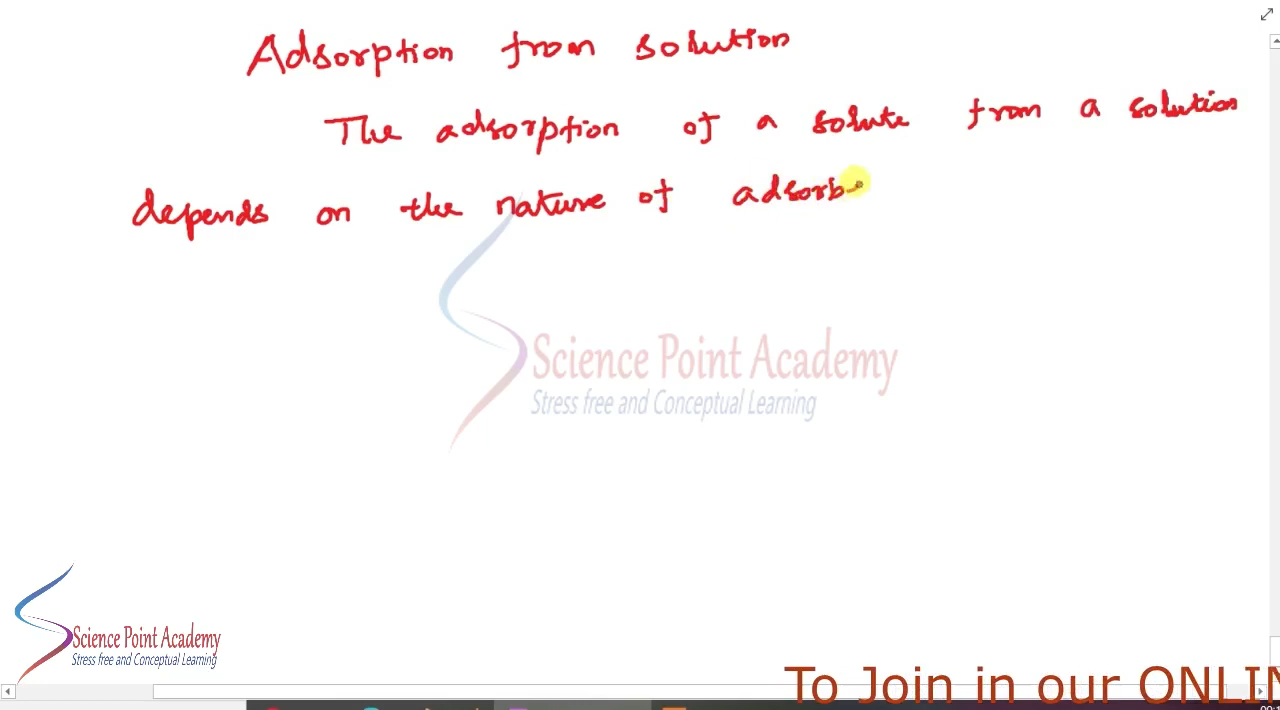 Adsorption from solution
The adsorption of a solute from a solution
depends on the nature of adsorb
Science Point Academy
Stress free and Conceptual Learning
Science Point Academy
Stress free and Conceptual Learning
To Join in our ONLIN